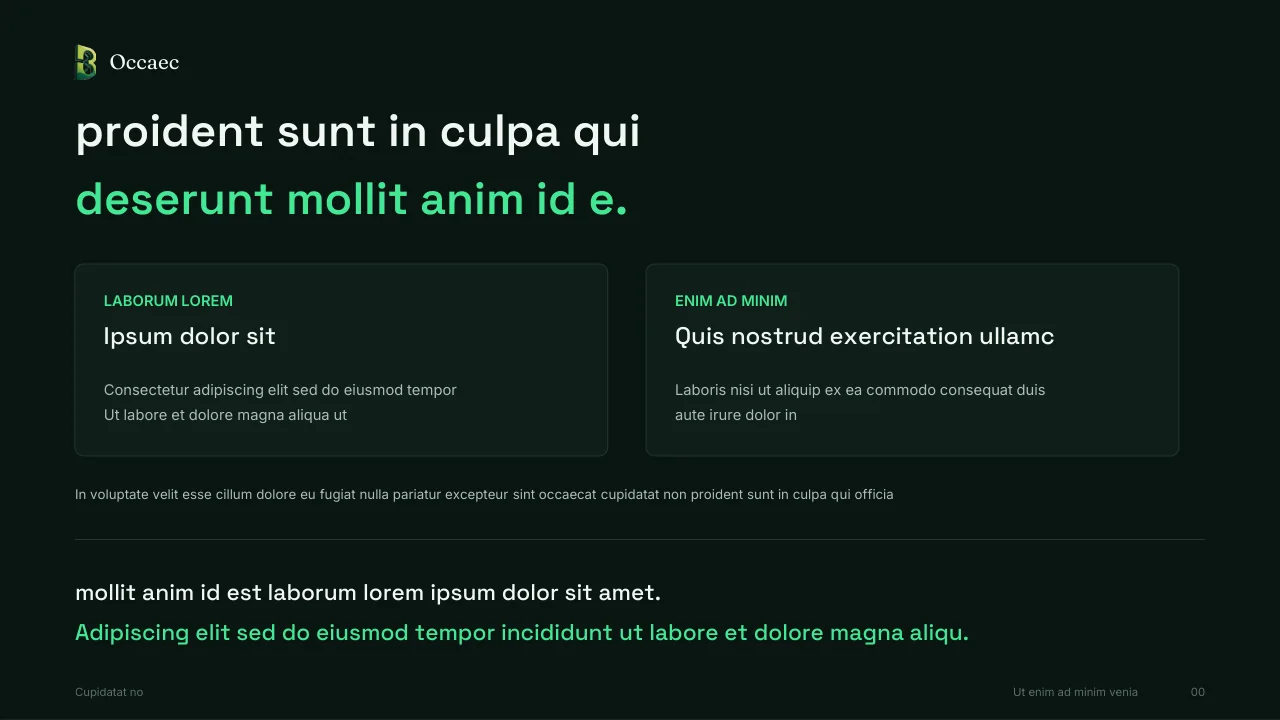 Occaec
proident sunt in culpa qui
deserunt mollit anim id e.
LABORUM LOREM
Ipsum dolor sit
Consectetur adipiscing elit sed do eiusmod tempor
Ut labore et dolore magna aliqua ut
ENIM AD MINIM
Quis nostrud exercitation ullamc
Laboris nisi ut aliquip ex ea commodo consequat duis
aute irure dolor in
In voluptate velit esse cillum dolore eu fugiat nulla pariatur excepteur sint occaecat cupidatat non proident sunt in culpa qui officia
mollit anim id est laborum lorem ipsum dolor sit amet.
Adipiscing elit sed do eiusmod tempor incididunt ut labore et dolore magna aliqu.
Cupidatat no
Ut enim ad minim venia
00